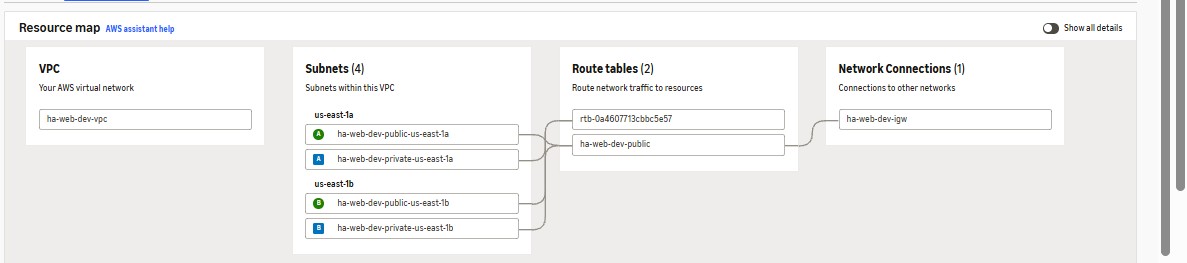 Resource map AWS assistant help
Show all details
VPC
Your AWS virtual network
ha-web-dev-vpc
Subnets (4)
Subnets within this VPC
us-east-1a
A ha-web-dev-public-us-east-1a
A ha-web-dev-private-us-east-1a
us-east-1b
B ha-web-dev-public-us-east-1b
B ha-web-dev-private-us-east-1b
Route tables (2)
Route network traffic to resources
rtb-0a4607713cbbc5e57
ha-web-dev-public
Network Connections (1)
Connections to other networks
ha-web-dev-igw